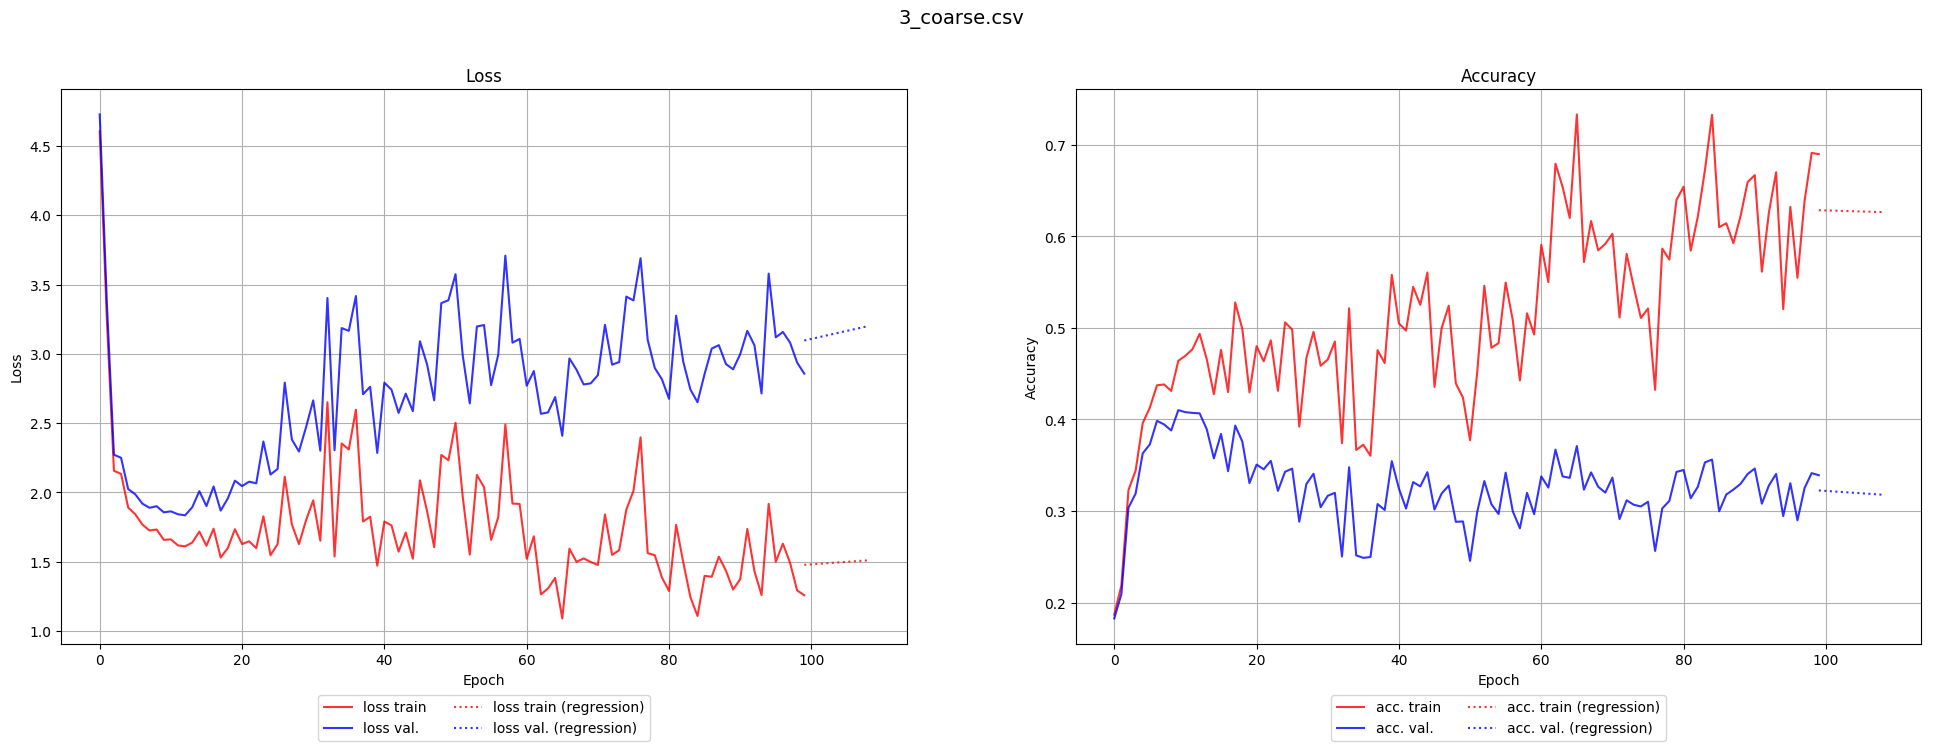 3_coarse.csv
Loss
Loss
4.5
4.0
3.5
3.0
2.5
2.0
1.5
1.0
0 20 40 60 80 100
Epoch
loss train
loss val.
loss train (regression)
loss val. (regression)
Accuracy
Accuracy
0.7
0.6
0.5
0.4
0.3
0.2
0 20 40 60 80 100
Epoch
acc. train
acc. val.
acc. train (regression)
acc. val. (regression)